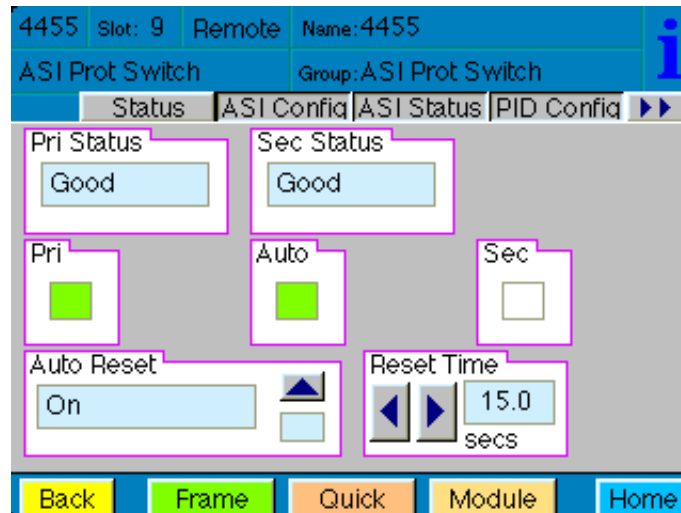 4455 Slot: 9 Remote Name:4455
ASI Prot Switch Group:ASI Prot Switch
i
Status ASI Config ASI Status PID Config
Pri Status Sec Status
Good Good
Pri Auto Sec
Auto Reset Reset Time
On 15.0
secs
Back Frame Quick Module Home